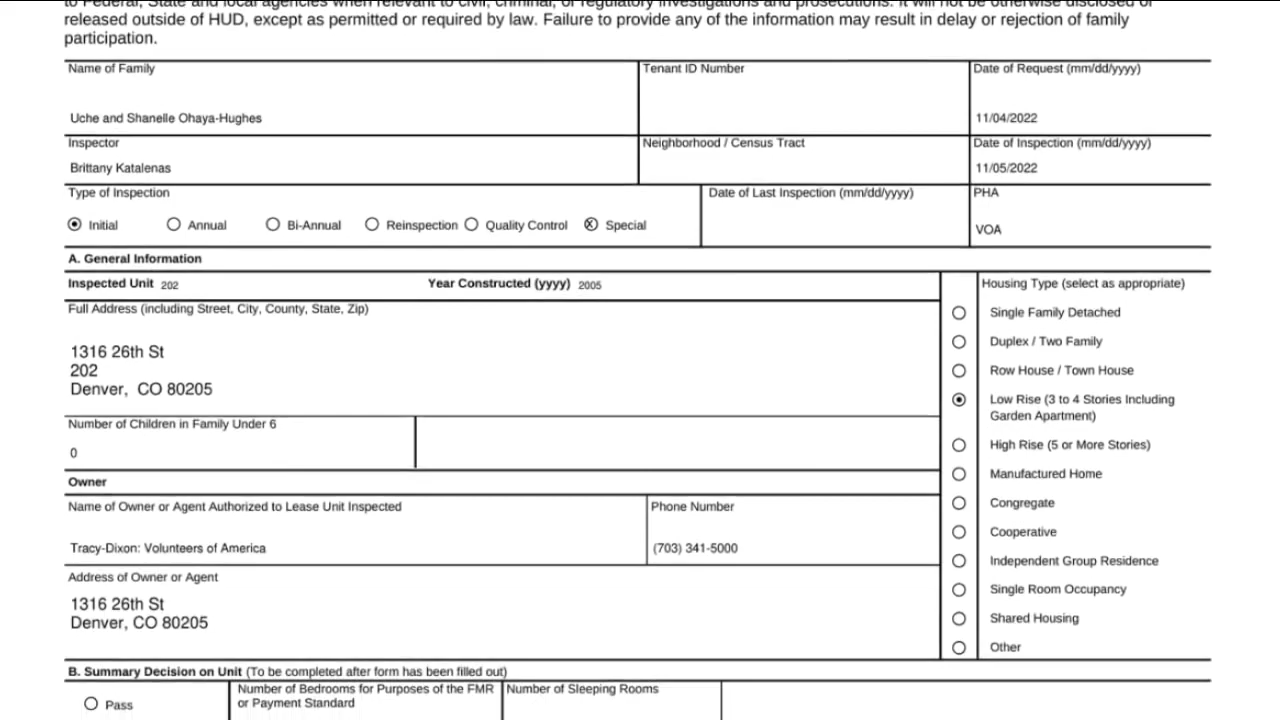 to Federal, State and local agencies when relevant to civil, criminal, or regulatory investigations and prosecutions. It will not be otherwise disclosed or
released outside of HUD, except as permitted or required by law. Failure to provide any of the information may result in delay or rejection of family
participation.
Name of Family
Tenant ID Number
Date of Request (mm/dd/yyyy)
Uche and Shanelle Ohaya-Hughes
11/04/2022
Inspector
Neighborhood / Census Tract
Date of Inspection (mm/dd/yyyy)
Brittany Katalenas
11/05/2022
Type of Inspection
Date of Last Inspection (mm/dd/yyyy)
PHA
Initial Annual Bi-Annual Reinspection Quality Control Special
VOA
A. General Information
Inspected Unit 202 Year Constructed (yyyy) 2005
Housing Type (select as appropriate)
Full Address (including Street, City, County, State, Zip)
1316 26th St
202
Denver, CO 80205
Number of Children in Family Under 6
0
Owner
Name of Owner or Agent Authorized to Lease Unit Inspected
Phone Number
Tracy-Dixon: Volunteers of America
(703) 341-5000
Address of Owner or Agent
1316 26th St
Denver, CO 80205
Single Family Detached
Duplex / Two Family
Row House / Town House
Low Rise (3 to 4 Stories Including
Garden Apartment)
High Rise (5 or More Stories)
Manufactured Home
Congregate
Cooperative
Independent Group Residence
Single Room Occupancy
Shared Housing
Other
B. Summary Decision on Unit (To be completed after form has been filled out)
Pass
Number of Bedrooms for Purposes of the FMR
or Payment Standard
Number of Sleeping Rooms